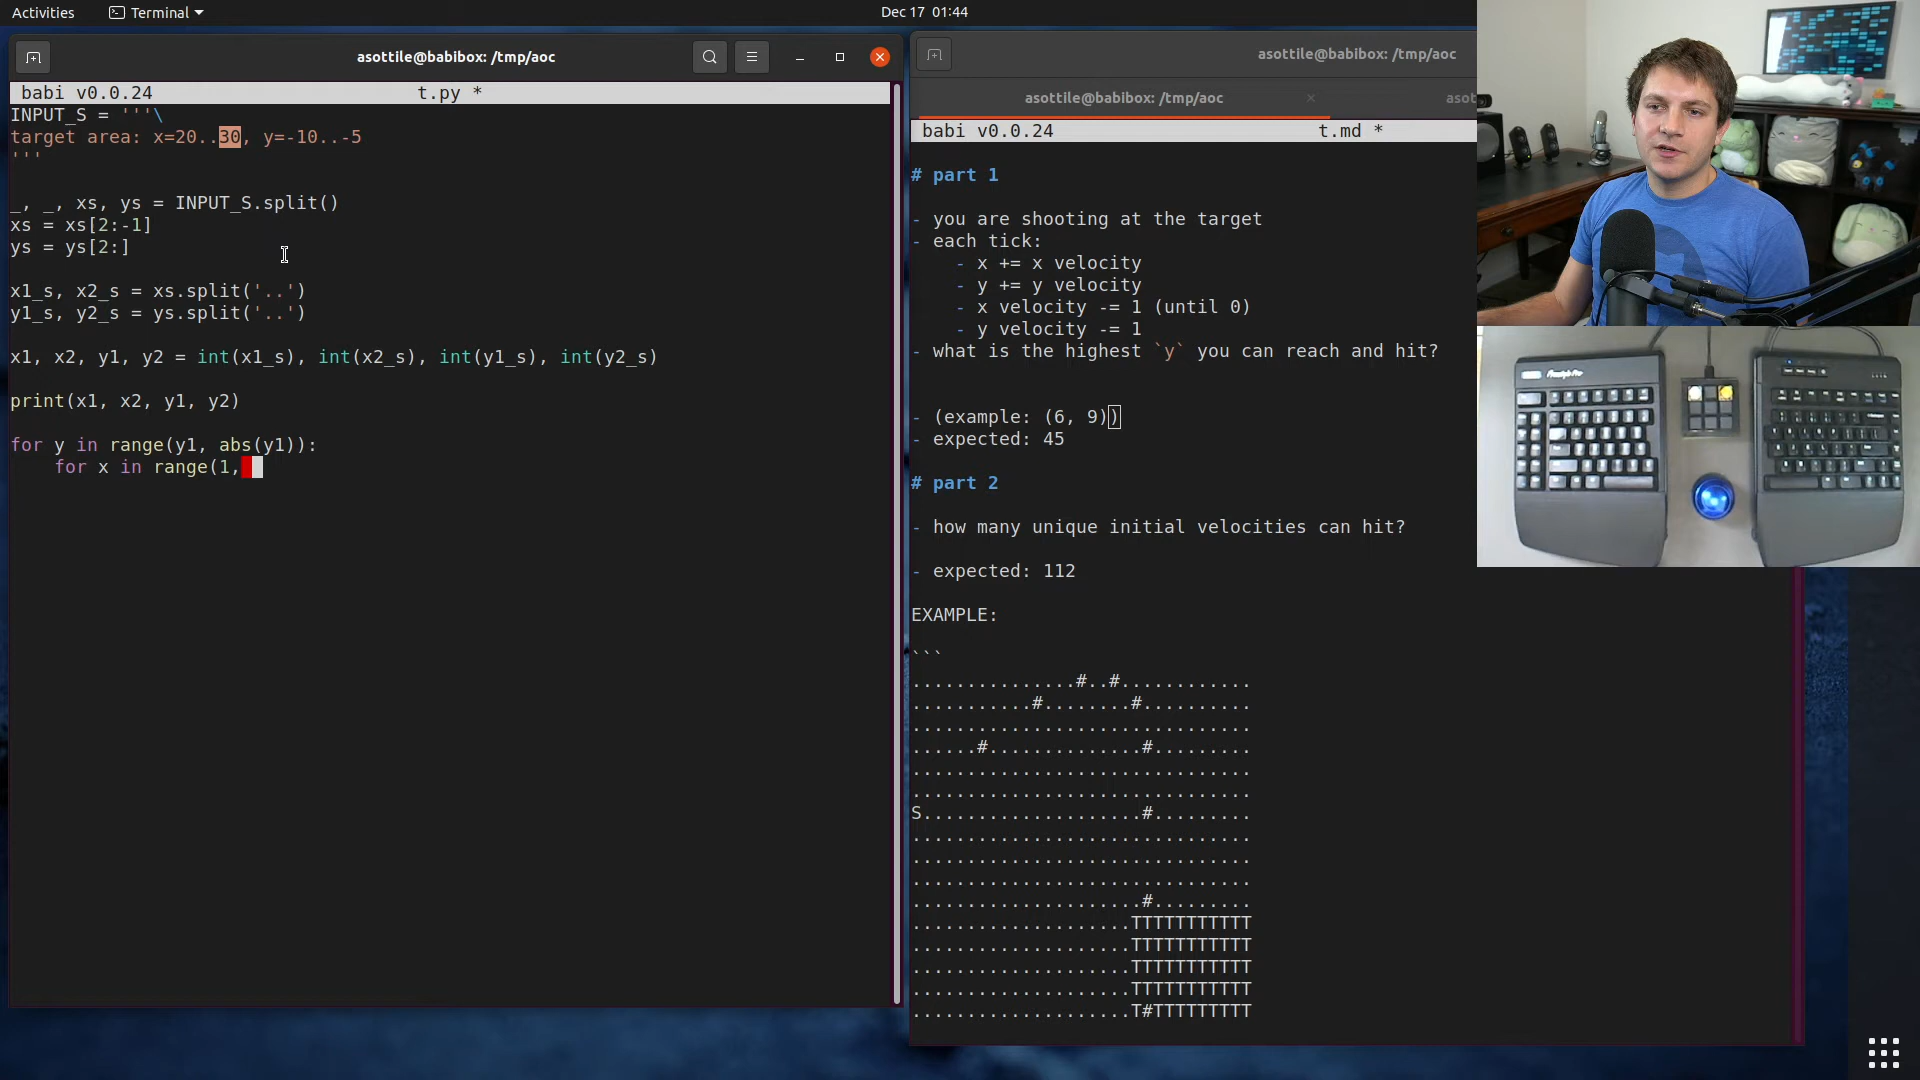 Activities
Terminal
Dec 17 01:44
asottile@babibox: /tmp/aoc
babi v0.0.24
t.py *
INPUT_S = '''\
target area: x=20..30, y=-10..-5
'''
_, _, xs, ys = INPUT_S.split()
xs = xs[2:-1]
ys = ys[2:]
x1_s, x2_s = xs.split('..')
y1_s, y2_s = ys.split('..')
x1, x2, y1, y2 = int(x1_s), int(x2_s), int(y1_s), int(y2_s)
print(x1, x2, y1, y2)
for y in range(y1, abs(y1)):
    for x in range(1,
asottile@babibox: /tmp/aoc
asottile@babibox: /tmp/aoc
asot
babi v0.0.24
t.md *
# part 1
- you are shooting at the target
- each tick:
    - x += x velocity
    - y += y velocity
    - x velocity -= 1 (until 0)
    - y velocity -= 1
- what is the highest `y` you can reach and hit?
- (example: (6, 9))
- expected: 45
# part 2
- how many unique initial velocities can hit?
- expected: 112
EXAMPLE:
```
...............#..#............
...........#........#..........
...............................
......#..............#.........
...............................
...............................
S....................#.........
...............................
...............................
...............................
.....................#.........
....................TTTTTTTTTTT
....................TTTTTTTTTTT
....................TTTTTTTTTTT
....................TTTTTTTTTTT
....................T#TTTTTTTTT